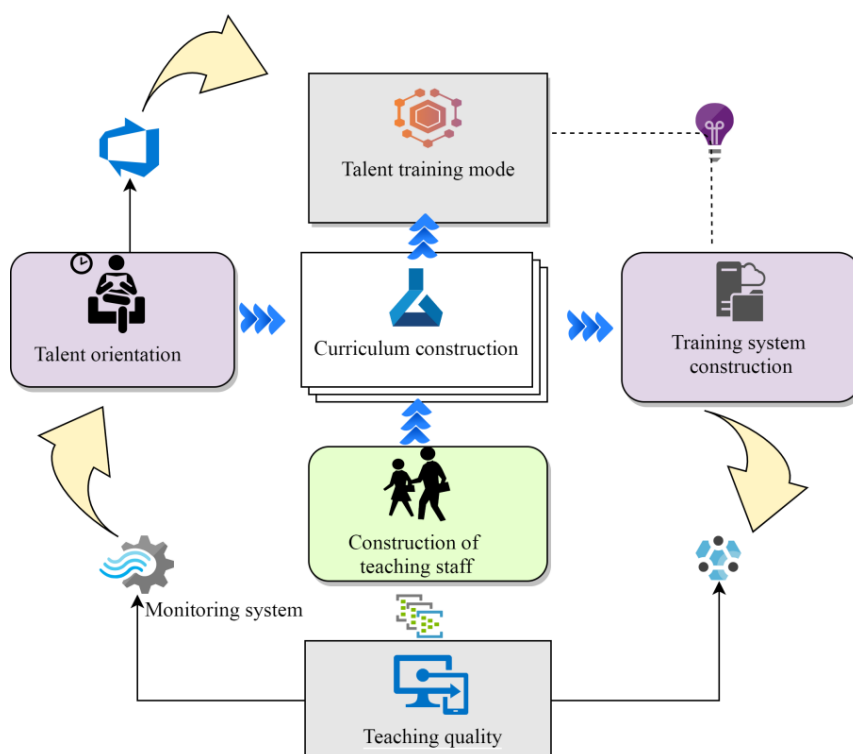 Talent training mode
Talent orientation
Curriculum construction
Training system
construction
Construction of
teaching staff
Monitoring system
Teaching quality